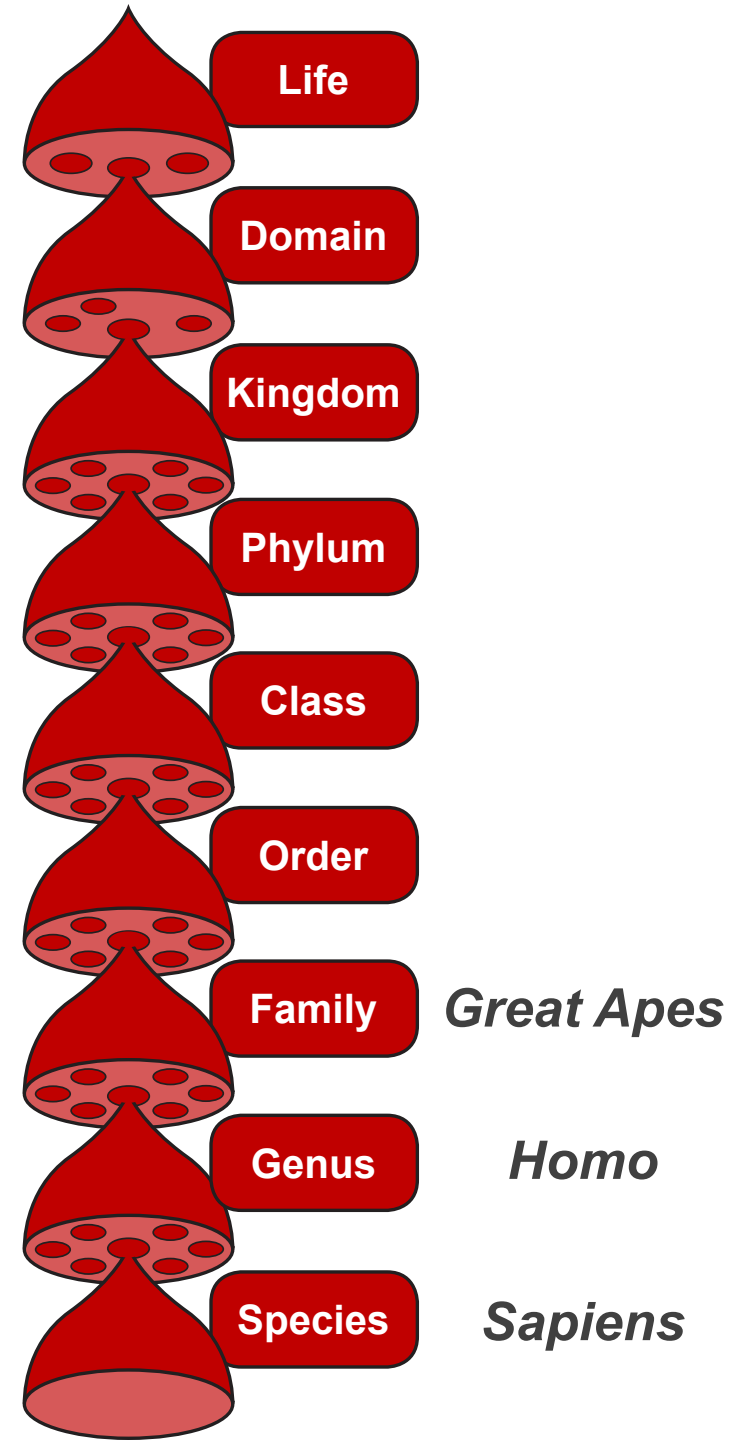 Life
Domain
Kingdom
Phylum
Class
Order
Family Great Apes
Genus Homo
Species Sapiens